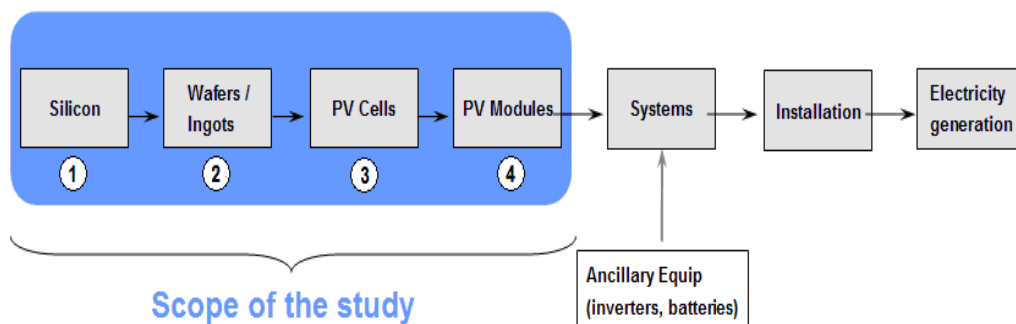 Silicon
Wafers /
Ingots
PV Cells
PV Modules
Systems
Installation
Electricity
generation
1
2
3
4
Ancillary Equip
(inverters, batteries)
Scope of the study